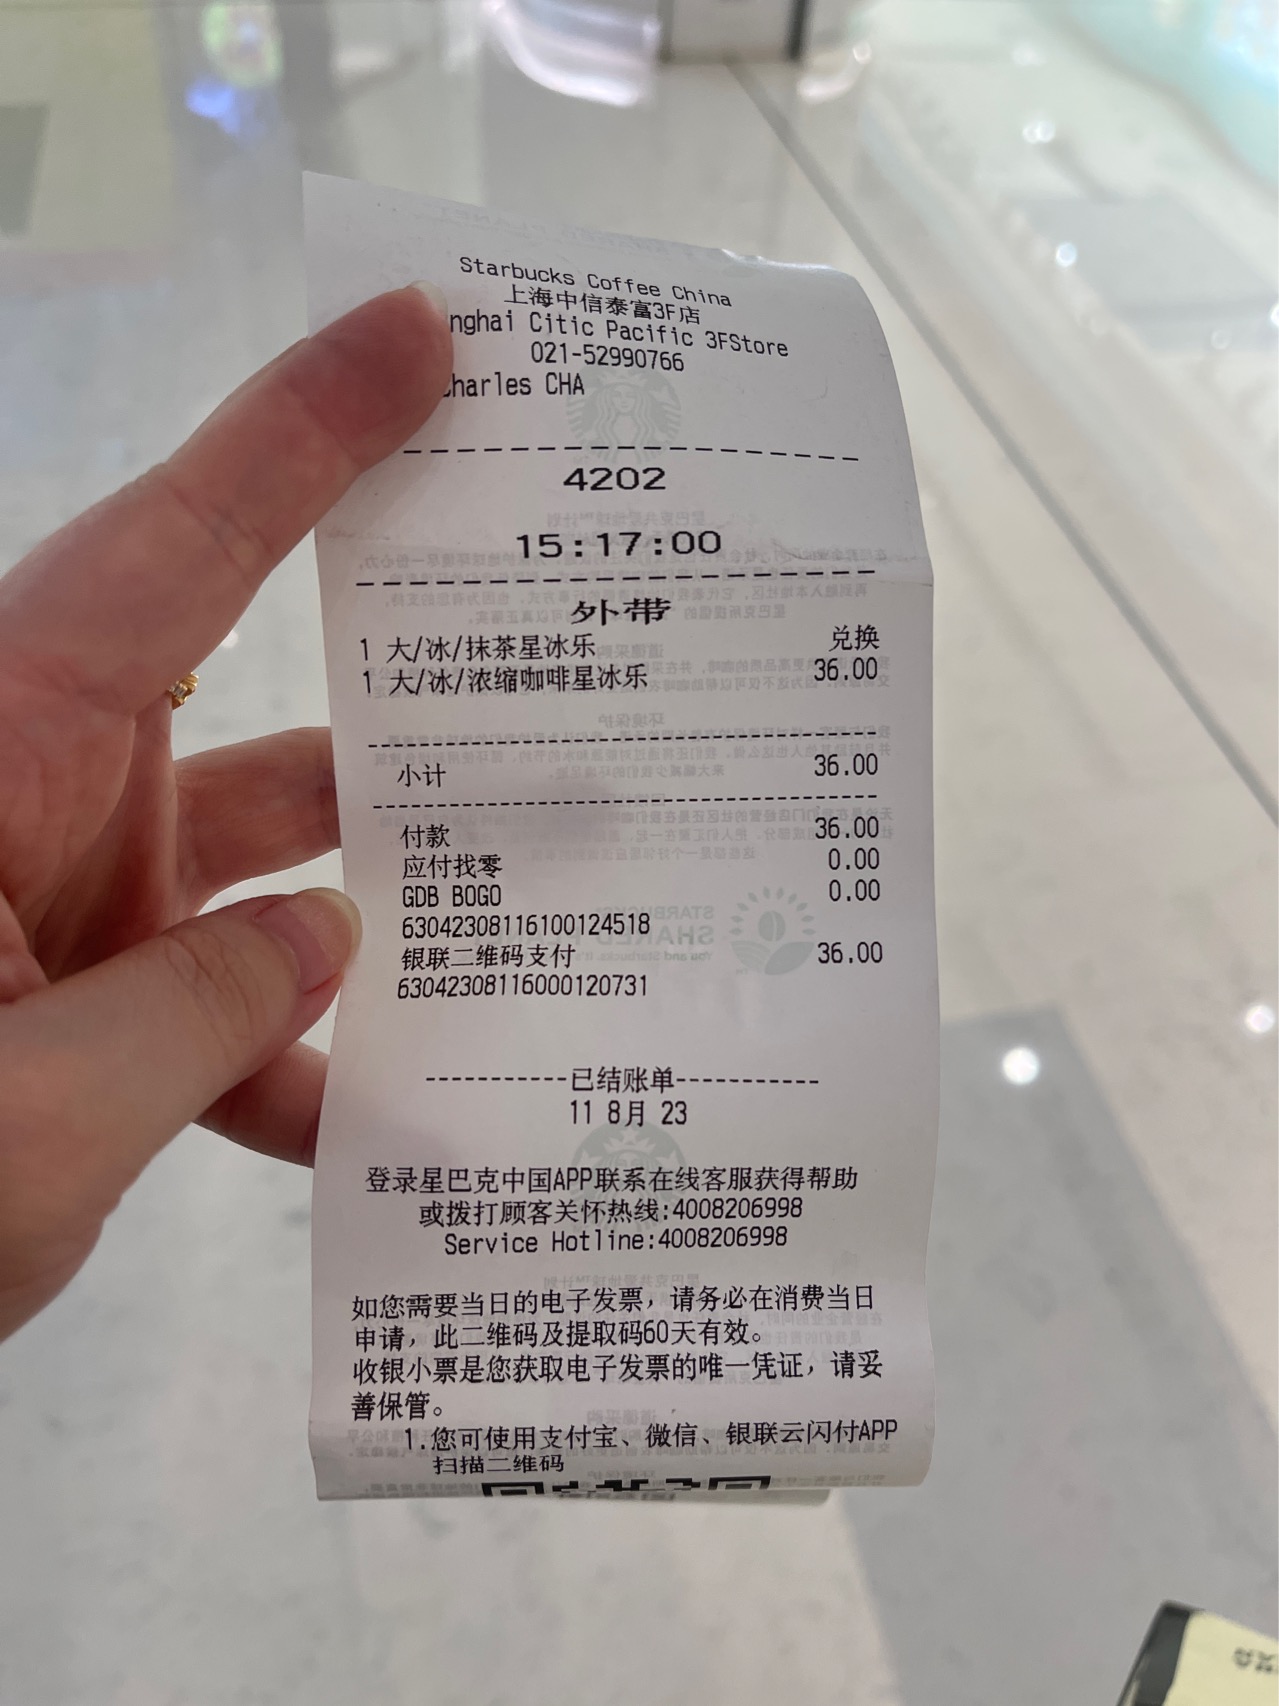 Starbucks Coffee China
上海中信泰富3F店
nghai Citic Pacific 3FStore
021-52990766
Charles CHA
4202
15:17:00
外带
1 大/冰/抹茶星冰乐 兑换
1 大/冰/浓缩咖啡星冰乐 36.00
小计 36.00
付款 36.00
应付找零 0.00
GDB BOGO 0.00
63042308116100124518
银联二维码支付 36.00
63042308116000120731
-----------已结账单-----------
11 8月 23
登录星巴克中国APP联系在线客服获得帮助
或拨打顾客关怀热线:4008206998
Service Hotline:4008206998
如您需要当日的电子发票，请务必在消费当日
申请，此二维码及提取码60天有效。
收银小票是您获取电子发票的唯一凭证，请妥
善保管。
1.您可使用支付宝、微信、银联云闪付APP
扫描二维码